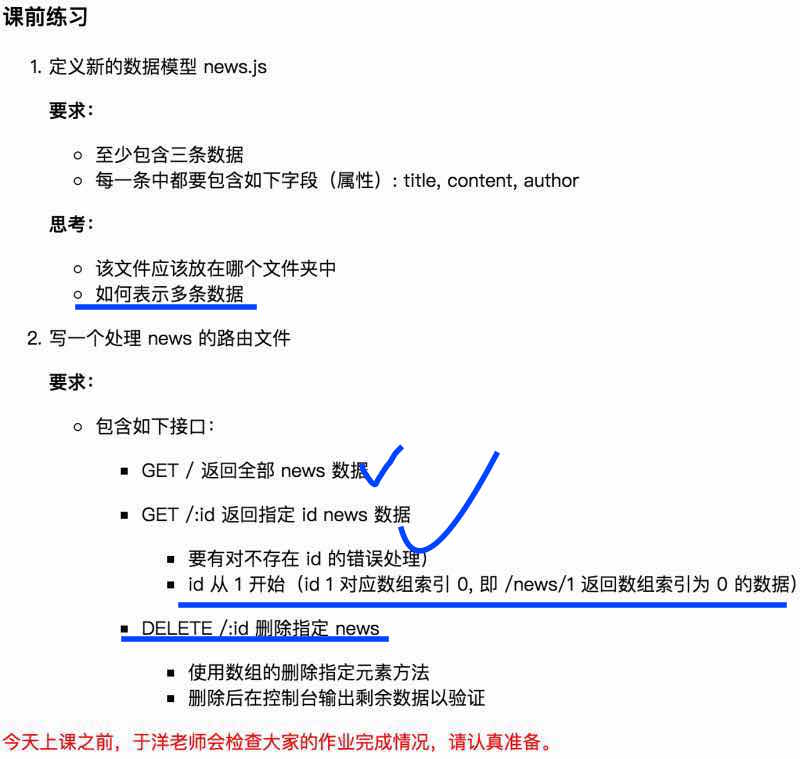 课前练习
1. 定义新的数据模型 news.js
要求：
至少包含三条数据
每一条中都要包含如下字段（属）：title, content, author
思考：
该文件应该放在哪个文件夹中
如何表示多条数据
2. 写一个处理 news 的路由文件
要求：
包含如下接口：
GET / 返回全部 news 数据
GET /:id 返回指定 id news 数据
要有对不存在 id 的错误处理）
id 从 1 开始（id 1 对应数组索引 0, 即 /news/1 返回数组索引为 0 的数据）
DELETE /:id 删除指定 news
使用数组的删除指定元素方法
删除后在控制台输出剩余数据以验证
今天上课之前，于洋老师会检查大家的作业完成情况，请认真准备。